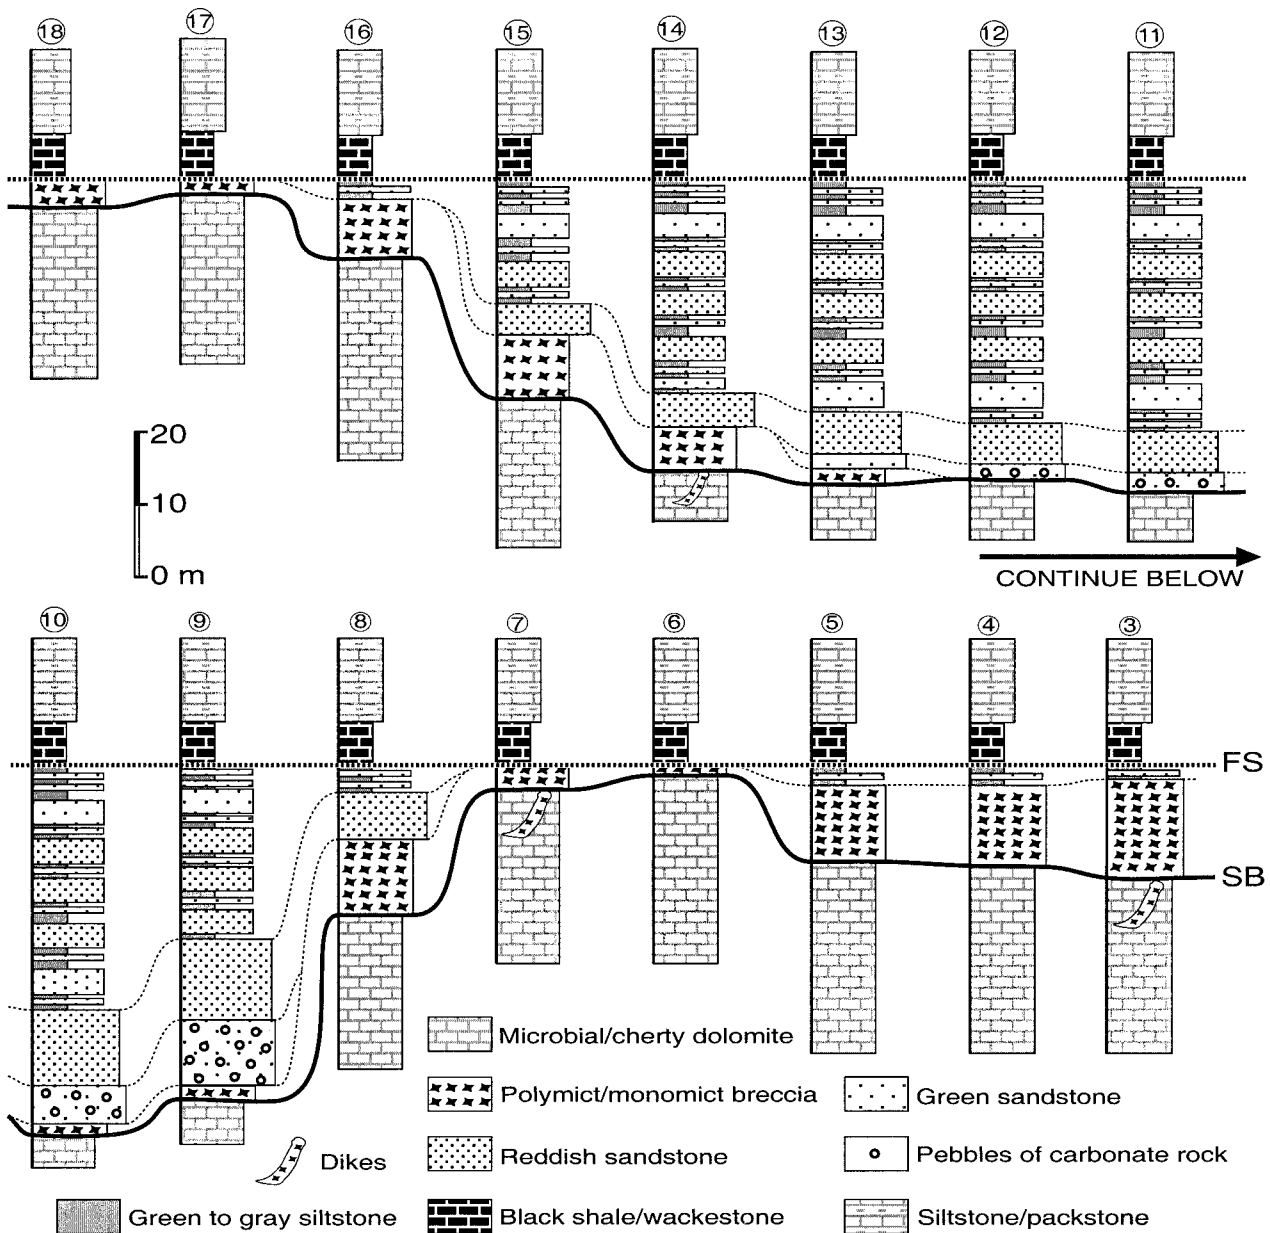 18 17 16 15 14 13 12 11
20
10
0 m
CONTINUE BELOW
10 9 8 7 6 5 4 3
FS
SB
Microbial/cherty dolomite
Polymict/monomict breccia
Green sandstone
Dikes
Reddish sandstone
Pebbles of carbonate rock
Green to gray siltstone
Black shale/wackestone
Siltstone/packstone